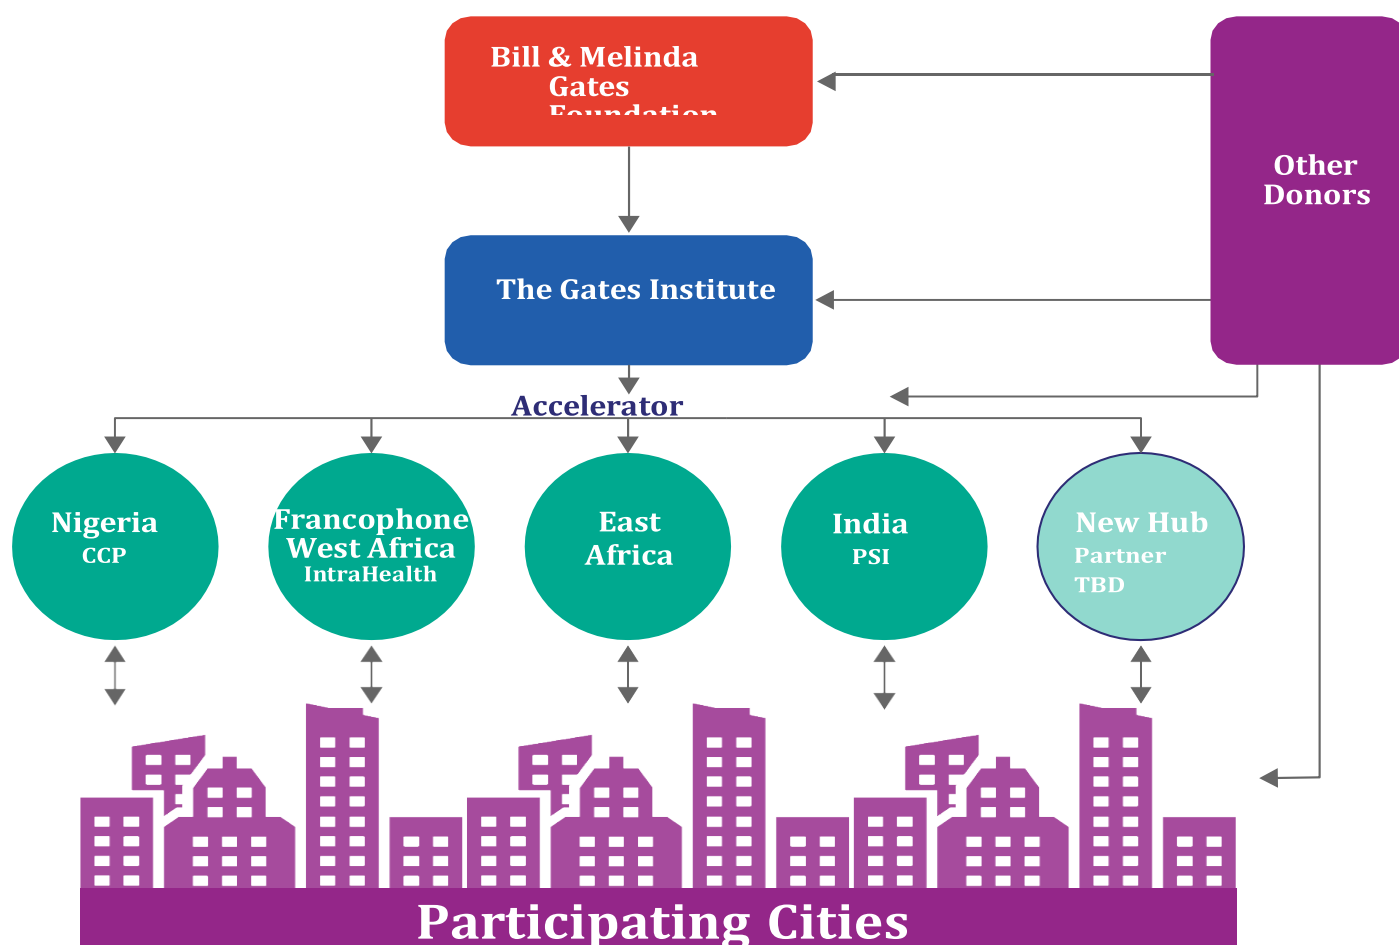 Bill & Melinda
Gates
Foundation
Other
Donors
The Gates Institute
Accelerator
Nigeria
CCP
Francophone
West Africa
IntraHealth
East
Africa
India
PSI
New Hub
Partner
TBD
Participating Cities